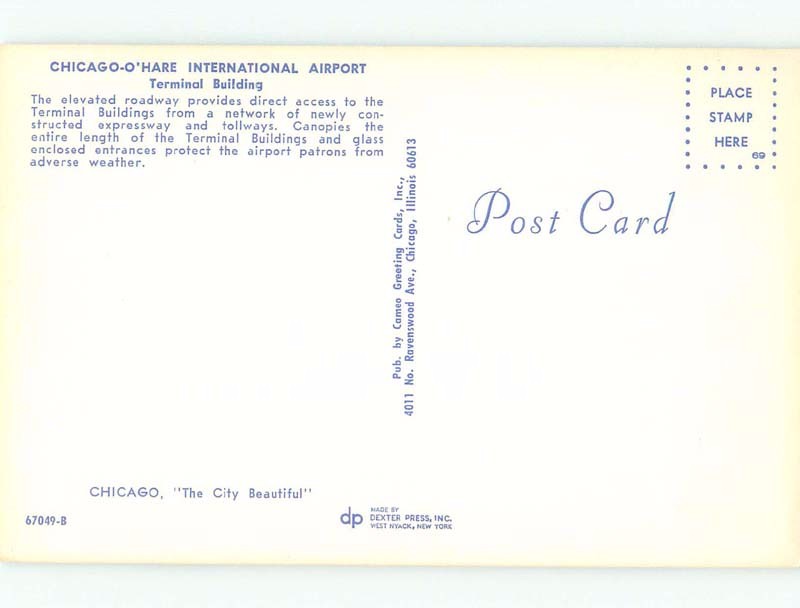 CHICAGO-O'HARE INTERNATIONAL AIRPORT
Terminal Building
The elevated roadway provides direct access to the
Terminal Buildings from a network of newly con-
structed expressway and tollways. Canopies the
entire length of the Terminal Buildings and glass
enclosed entrances protect the airport patrons from
adverse weather.
CHICAGO, "The City Beautiful"
67049-B
Pub. by Cameo Greeting Cards, Inc.,
4011 No. Ravenswood Ave., Chicago, Illinois 60613
dp
MADE BY
DEXTER PRESS, INC.
WEST NYACK, NEW YORK
PLACE
STAMP
HERE
69
Post Card